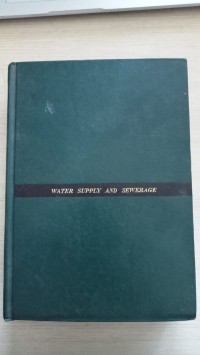 WATER SUPPLY AND SEWERAGE